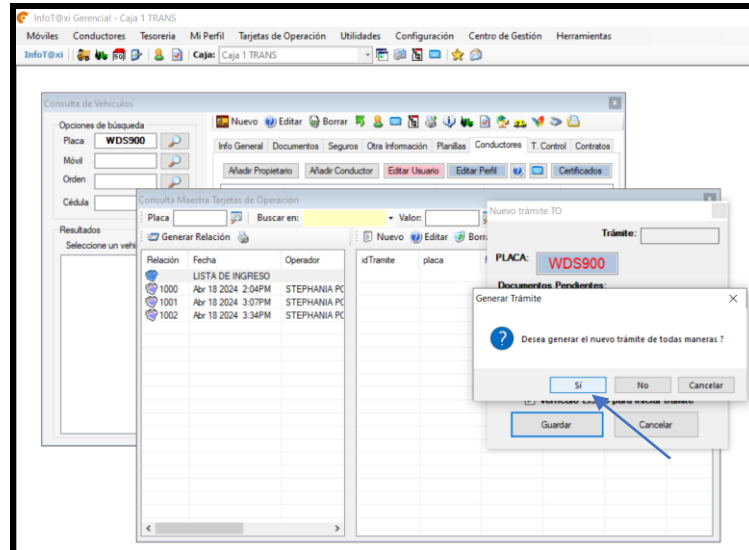 InfoT@xi Gerencial - Caja 1 TRANS
Móviles Conductores Tesoreria Mi Perfil Tarjetas de Operación Utilidades Configuración Centro de Gestión Herramientas
InfoT@xi Caja: Caja 1 TRANS
Consulta de Vehiculos
Opciones de búsqueda
Placa WDS900
Móvil
Orden
Cédula
Resultados
Seleccione un vehi
Nuevo Editar Borrar
Info General Documentos Seguros Otra Información Planillas Conductores T. Control Contratos
Añadir Propietario Añadir Conductor Editar Usuario Editar Perfil Certificados
Consulta Maestra Tarjetas de Operación
Placa Buscar en: Valor:
Generar Relación Nuevo Editar Borr
Relación Fecha Operador idTramite placa
LISTA DE INGRESO
1000 Abr 18 2024 2:04PM STEPHANIA PO
1001 Abr 18 2024 3:07PM STEPHANIA PO
1002 Abr 18 2024 3:34PM STEPHANIA PO
Nuevo trámite TO
Trámite:
PLACA: WDS900
Documentos Pendientes:
Generar Trámite
Desea generar el nuevo trámite de todas maneras ?
Sí No Cancelar
para iniciar tramite
Guardar Cancelar